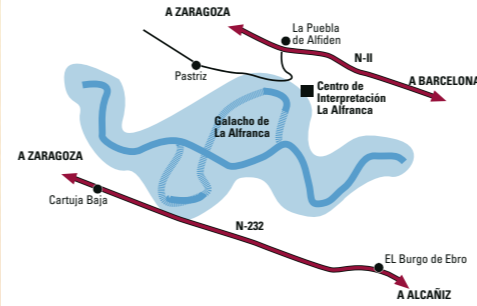 A ZARAGOZA
La Puebla
de Alfiden
N-II
Pastriz
A BARCELONA
Centro de
Interpretación
La Alfranca
Galacho de
La Alfranca
A ZARAGOZA
Cartuja Baja
N-232
EL Burgo de Ebro
A ALCAÑIZ